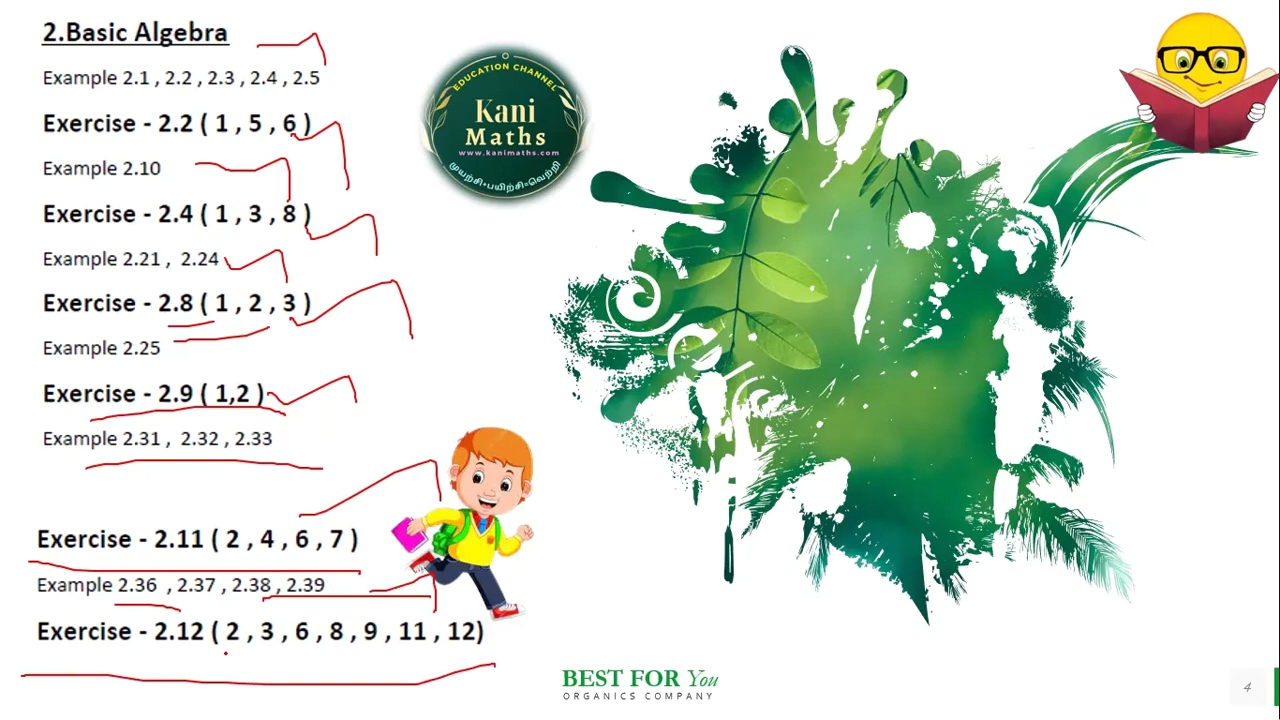 2.Basic Algebra
Example 2.1 , 2.2 , 2.3 , 2.4 , 2.5
Exercise - 2.2 ( 1 , 5 , 6 )
Example 2.10
Exercise - 2.4 ( 1 , 3 , 8 )
Example 2.21 , 2.24
Exercise - 2.8 ( 1 , 2 , 3 )
Example 2.25
Exercise - 2.9 ( 1,2 )
Example 2.31 , 2.32 , 2.33
Exercise - 2.11 ( 2 , 4 , 6 , 7 )
Example 2.36 , 2.37 , 2.38 , 2.39
Exercise - 2.12 ( 2 , 3 , 6 , 8 , 9 , 11 , 12)
EDUCATION CHANNEL
Kani
Maths
www.kanimaths.com
முயற்சி+பயிற்சி=வெற்றி
BEST FOR You
ORGANICS COMPANY
4